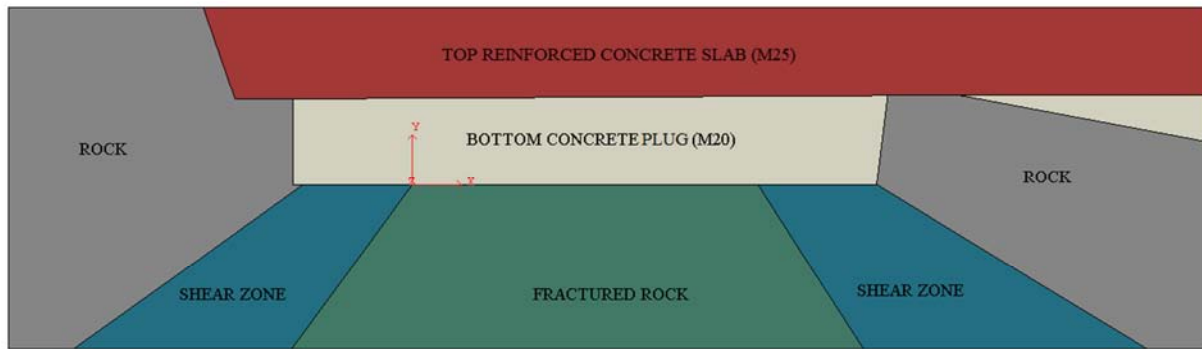 TOP REINFORCED CONCRETE SLAB (M25)
Y
BOTTOM CONCRETE PLUG (M20)
ROCK
ROCK
Z
X
SHEAR ZONE
FRACTURED ROCK
SHEAR ZONE